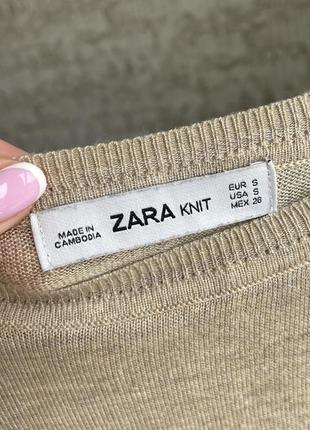 MADE IN
CAMBODIA
ZARA KNIT
EUR S
USA S
MEX 26